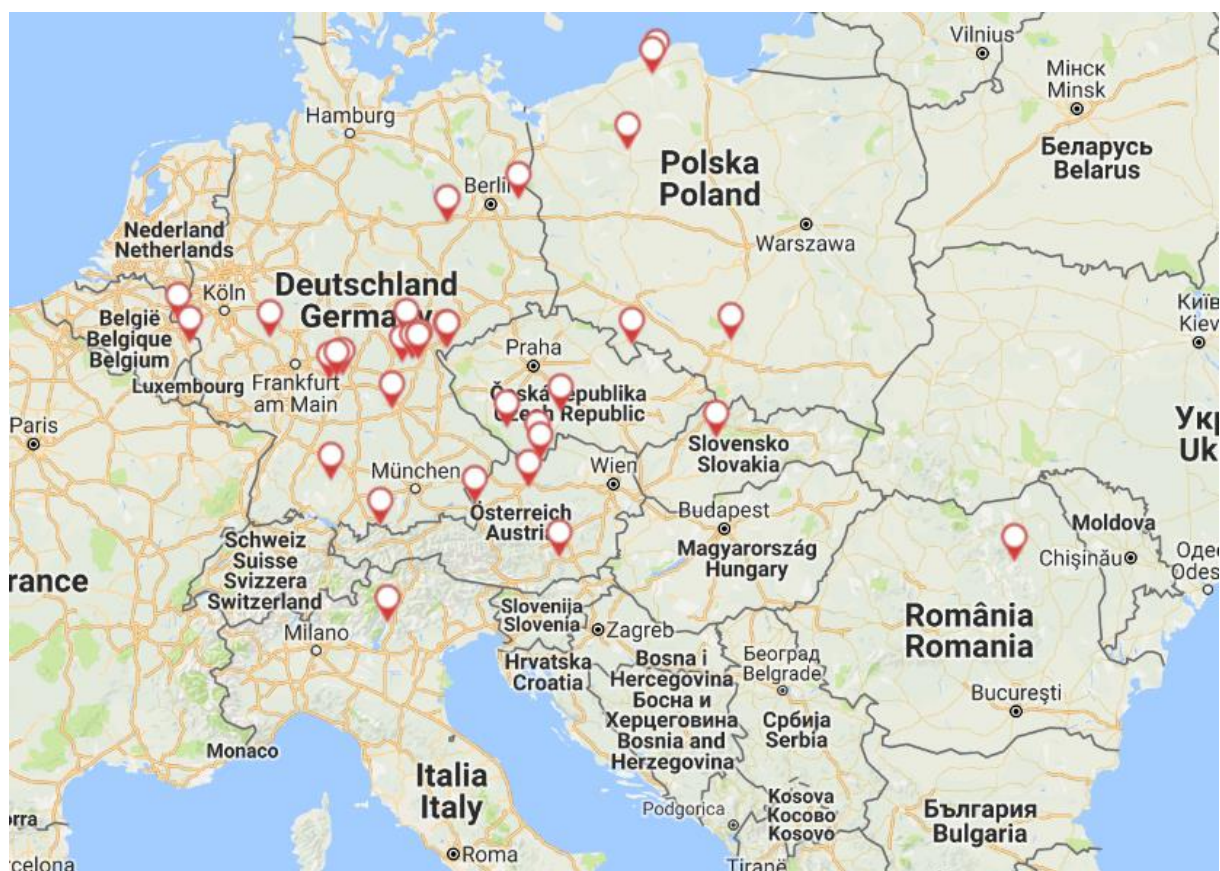 Vilnius
Мінск
Minsk
Hamburg
Беларусь
Belarus
Polska
Poland
Berlin
Nederland
Netherlands
Warszawa
Deutschland
Germany
Köln
België
Belgique
Belgium
Київ
Kiev
Praha
Luxembourg
Frankfurt
am Main
Česká republika
Czech Republic
Paris
Slovensko
Slovakia
Укр
Uk
München
Wien
Österreich
Austria
Budapest
Magyarország
Hungary
Moldova
Chișinău
Одес
Odes
Schweiz
Suisse
Svizzera
Switzerland
rance
Slovenija
Slovenia
Zagreb
Milano
România
Romania
Hrvatska
Croatia
Bosna i
Hercegovina
Босна и
Херцеговина
Bosnia and
Herzegovina
Београд
Belgrade
București
Србија
Serbia
Monaco
Italia
Italy
Podgorica
Kosova
Косово
Kosovo
България
Bulgaria
orra
Tiranë
Roma
rcelona